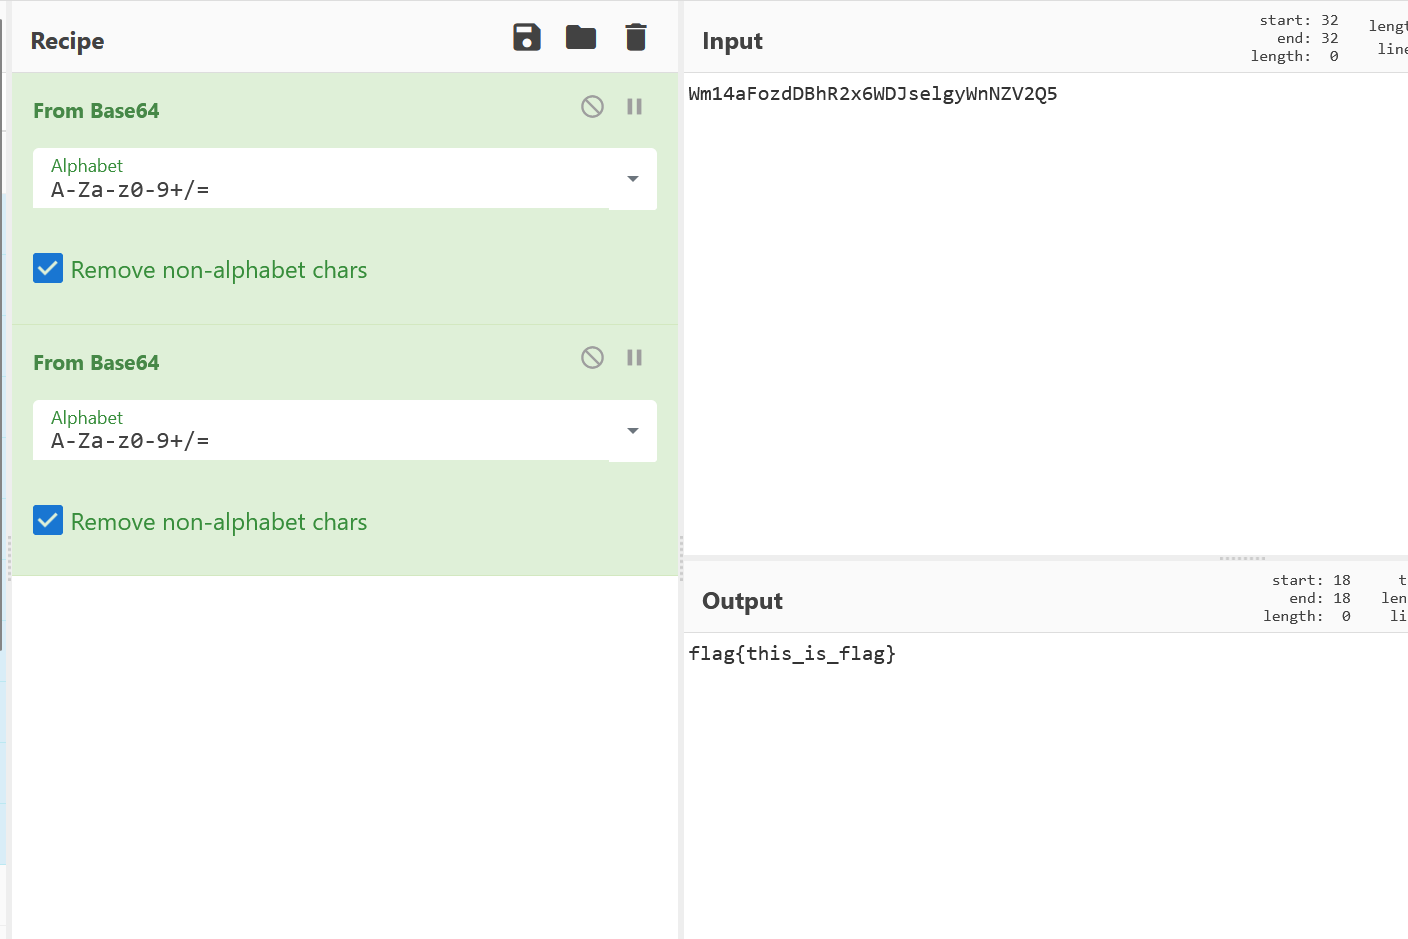 Recipe
From Base64
Alphabet
A-Za-z0-9+/=
Remove non-alphabet chars
From Base64
Alphabet
A-Za-z0-9+/=
Remove non-alphabet chars
Input
start: 32
end: 32
length: 0
lengt
line
Wm14aFozdDBhR2x6WDJselgyWnNZV2Q5
Output
start: 18
end: 18
length: 0
t
len
li
flag{this_is_flag}